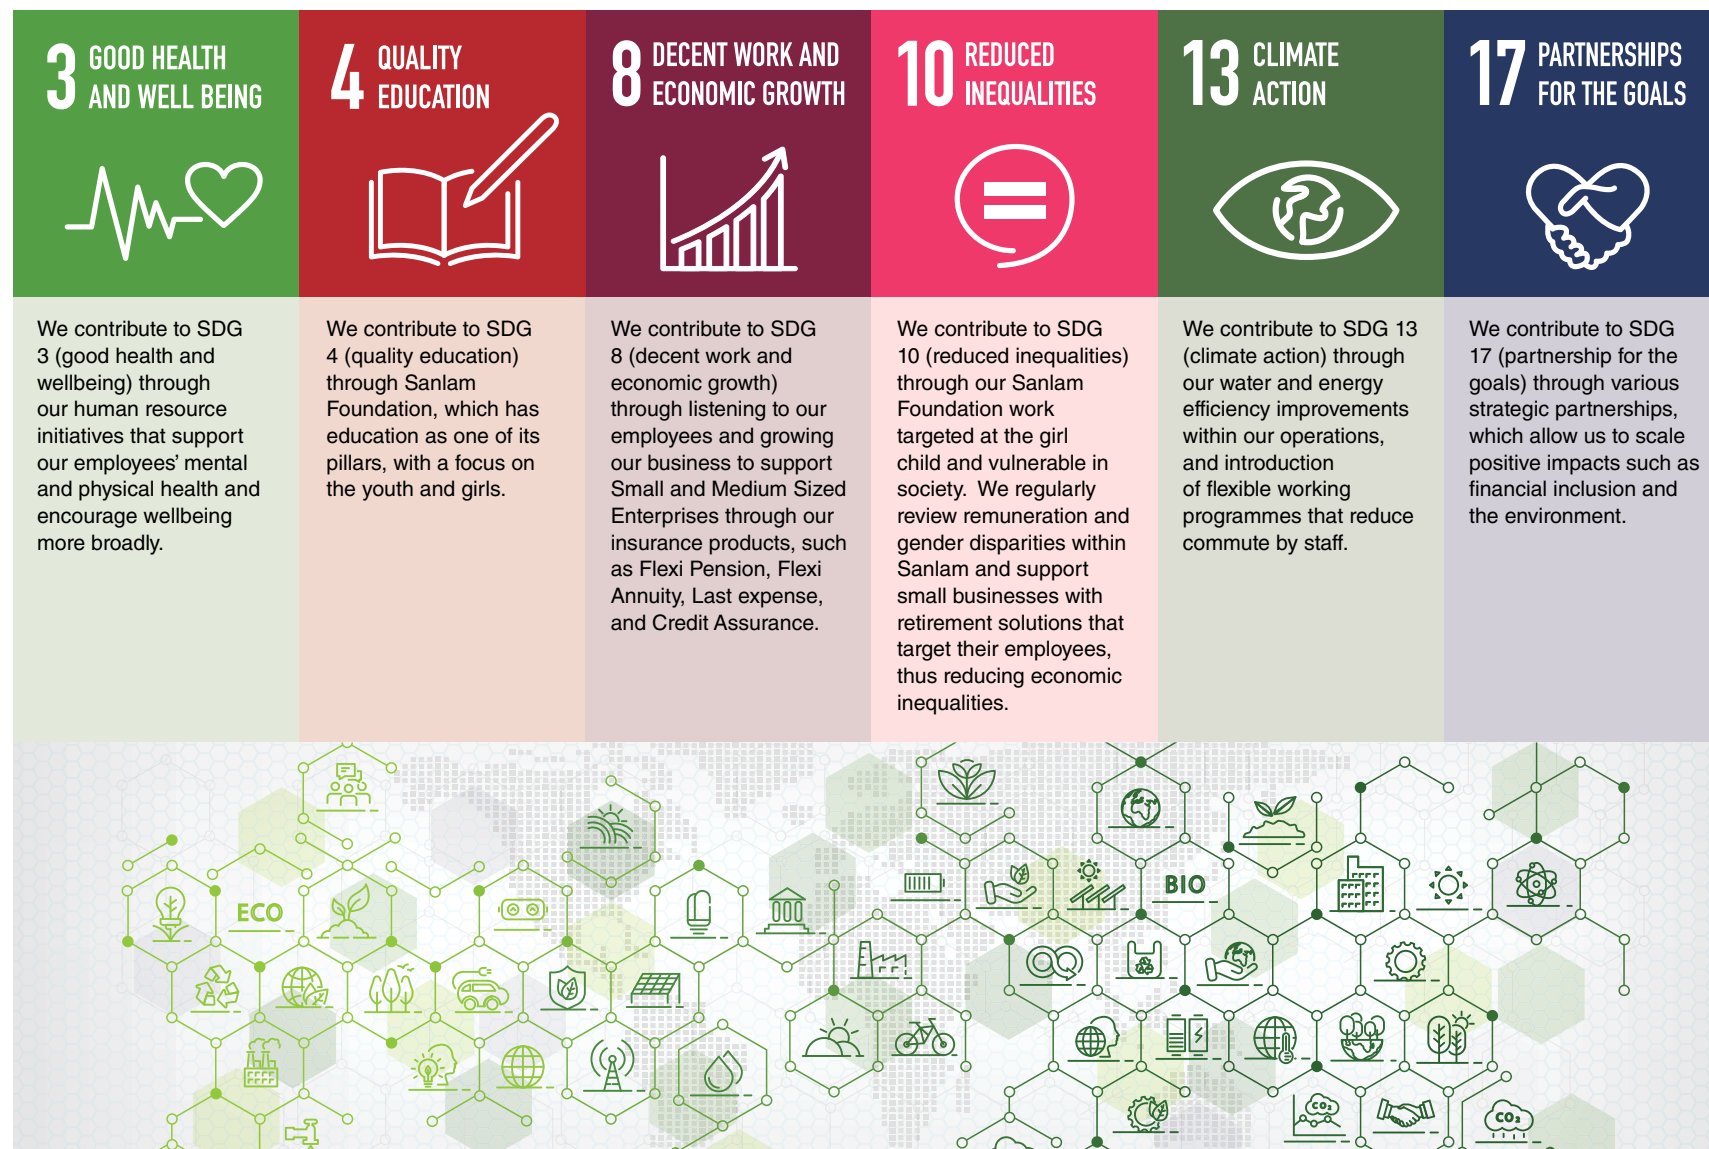 3 GOOD HEALTH
AND WELL BEING
We contribute to SDG
3 (good health and
wellbeing) through
our human resource
initiatives that support
our employees’ mental
and physical health and
encourage wellbeing
more broadly.
4 QUALITY
EDUCATION
We contribute to SDG
4 (quality education)
through Sanlam
Foundation, which has
education as one of its
pillars, with a focus on
the youth and girls.
8 DECENT WORK AND
ECONOMIC GROWTH
We contribute to SDG
8 (decent work and
economic growth)
through listening to our
employees and growing
our business to support
Small and Medium Sized
Enterprises through our
insurance products, such
as Flexi Pension, Flexi
Annuity, Last expense,
and Credit Assurance.
10 REDUCED
INEQUALITIES
We contribute to SDG
10 (reduced inequalities)
through our Sanlam
Foundation work
targeted at the girl
child and vulnerable in
society.  We regularly
review remuneration and
gender disparities within
Sanlam and support
small businesses with
retirement solutions that
target their employees,
thus reducing economic
inequalities.
13 CLIMATE
ACTION
We contribute to SDG 13
(climate action) through
our water and energy
efficiency improvements
within our operations,
and introduction
of flexible working
programmes that reduce
commute by staff.
17 PARTNERSHIPS
FOR THE GOALS
We contribute to SDG
17 (partnership for the
goals) through various
strategic partnerships,
which allow us to scale
positive impacts such as
financial inclusion and
the environment.
BIO
ECO
CO₂
CO₂